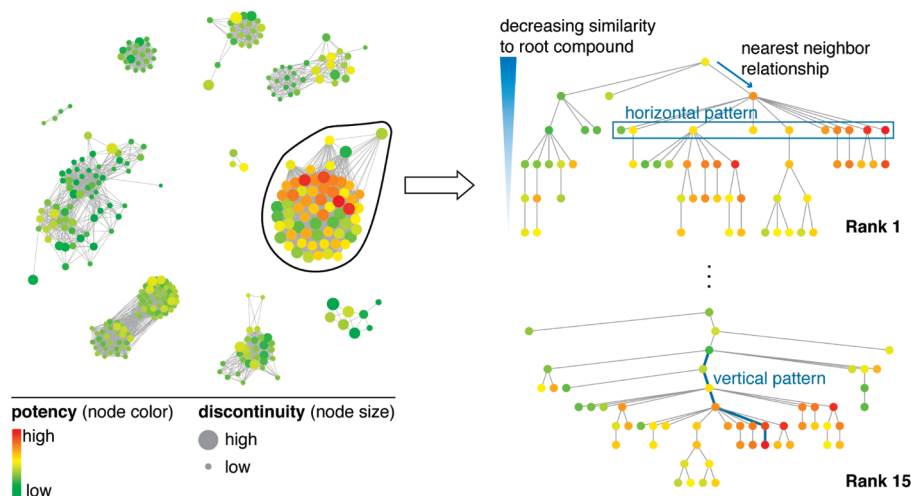 decreasing similarity
to root compound
nearest neighbor
relationship
horizontal pattern
Rank 1
vertical pattern
Rank 15
potency (node color)
high
low
discontinuity (node size)
high
low